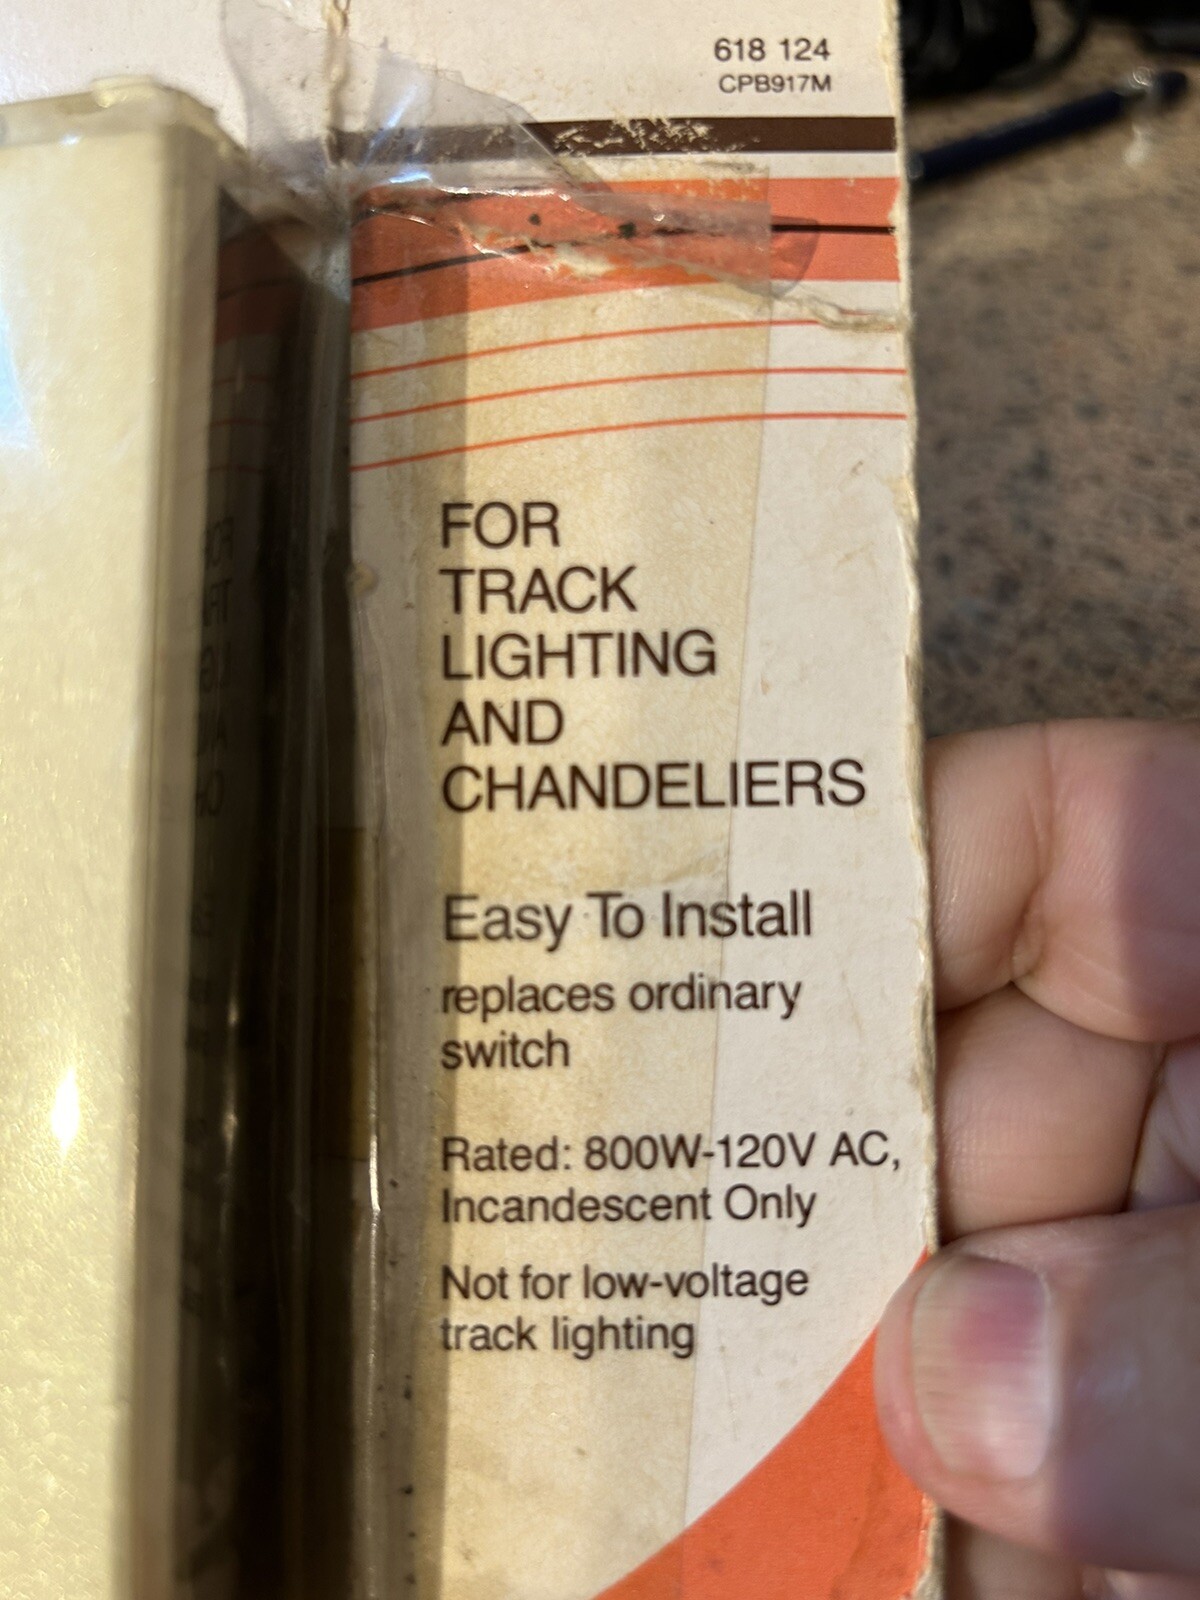 618 124
CPB917M
FOR
TRACK
LIGHTING
AND
CHANDELIERS
Easy To Install
replaces ordinary
switch
Rated: 800W-120V AC,
Incandescent Only
Not for low-voltage
track lighting